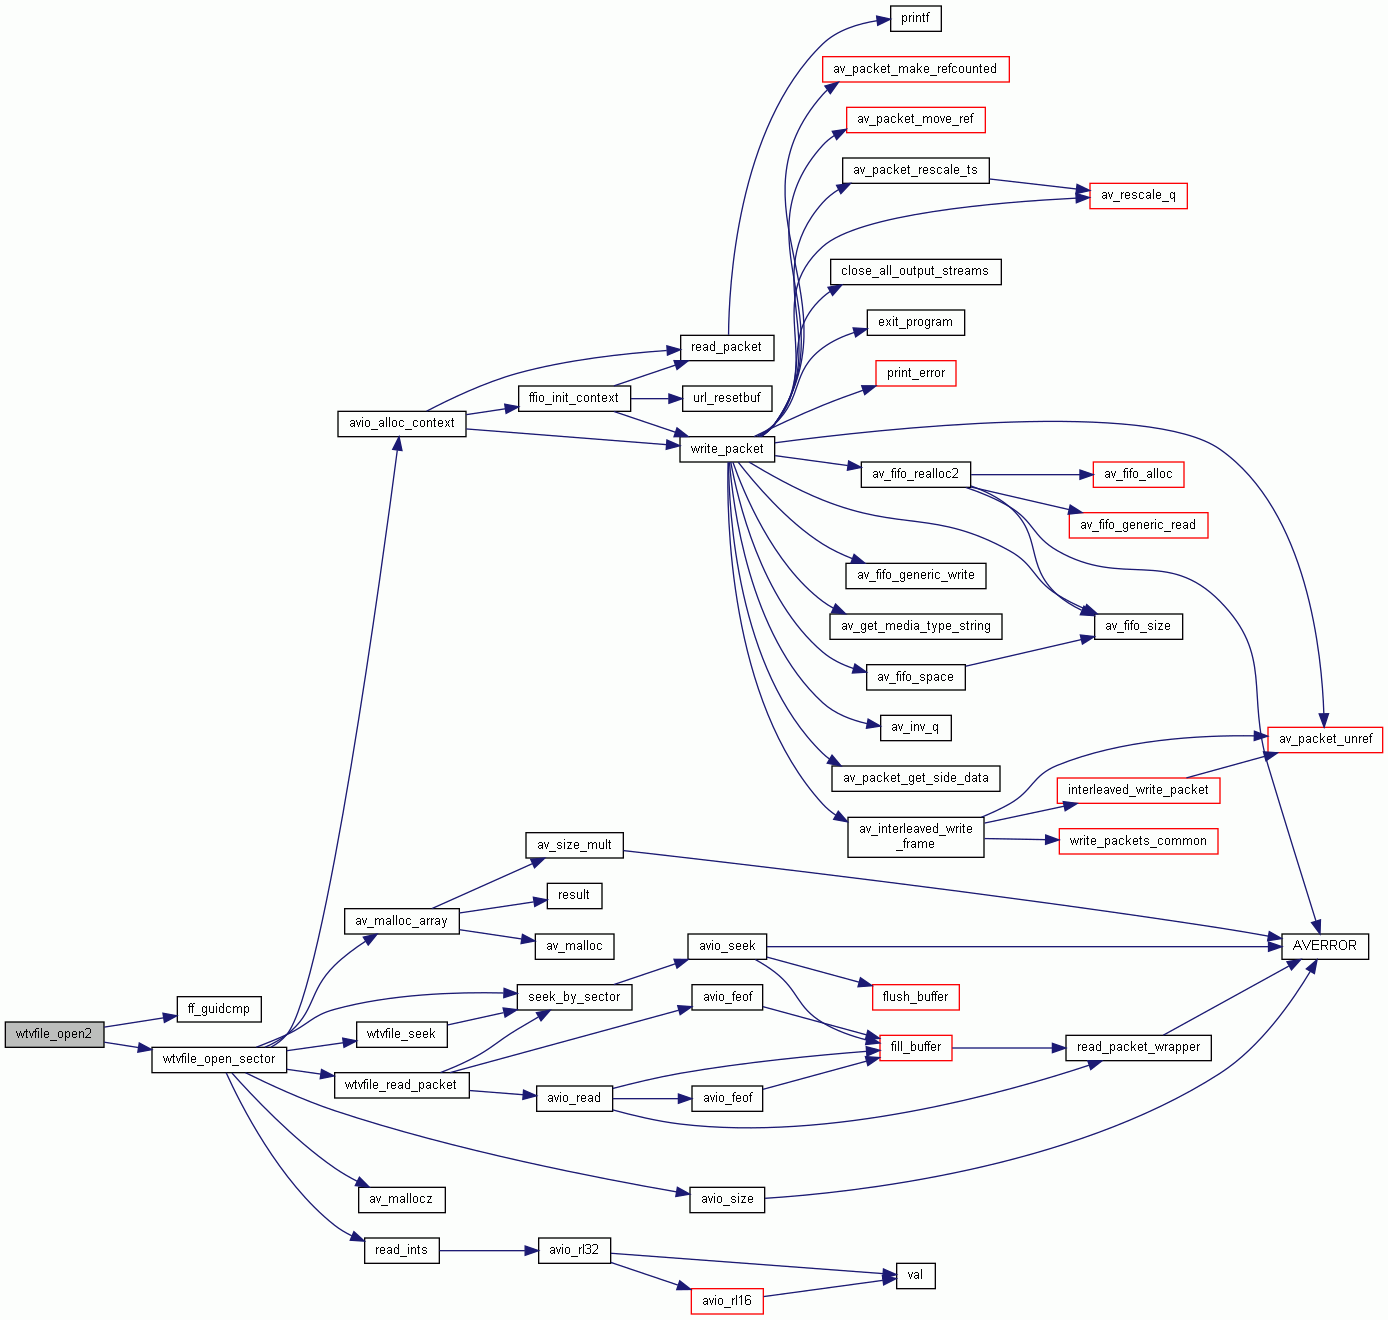 printf
av_packet_make_refcounted
av_packet_move_ref
av_packet_rescale_ts
av_rescale_q
close_all_output_streams
exit_program
read_packet
print_error
ffio_init_context
url_resetbuf
avio_alloc_context
write_packet
av_fifo_realloc2
av_fifo_alloc
av_fifo_generic_read
av_fifo_generic_write
av_get_media_type_string
av_fifo_size
av_fifo_space
av_inv_q
av_packet_unref
av_packet_get_side_data
interleaved_write_packet
av_interleaved_write
_frame
write_packets_common
av_size_mult
result
av_malloc_array
av_malloc
avio_seek
AVERROR
seek_by_sector
avio_feof
flush_buffer
ff_guidcmp
wtvfile_open2
wtvfile_seek
fill_buffer
read_packet_wrapper
wtvfile_open_sector
wtvfile_read_packet
avio_read
avio_feof
av_mallocz
avio_size
read_ints
avio_rl32
val
avio_rl16